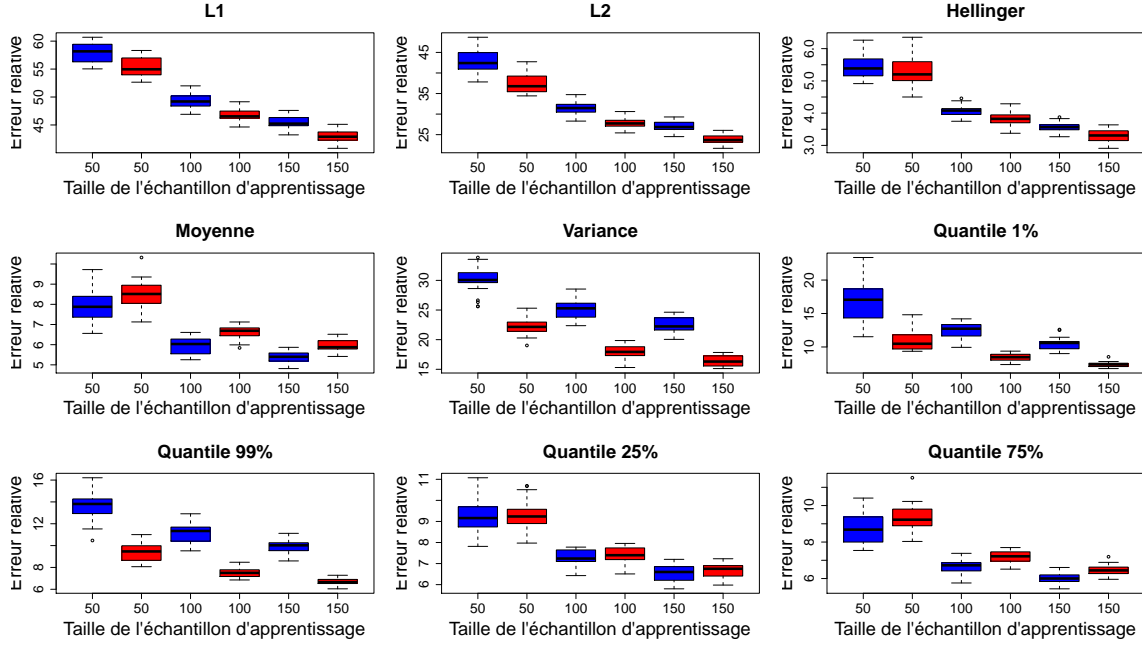 L1
L2
Hellinger
Erreur relative
45 50 55 60
50 50 100 100 150 150
Taille de l'échantillon d'apprentissage
Erreur relative
25 35 45
50 50 100 100 150 150
Taille de l'échantillon d'apprentissage
Erreur relative
3.0 4.0 5.0 6.0
50 50 100 100 150 150
Taille de l'échantillon d'apprentissage
Moyenne
Variance
Quantile 1%
Erreur relative
5 6 7 8 9
50 50 100 100 150 150
Taille de l'échantillon d'apprentissage
Erreur relative
15 20 25 30
50 50 100 100 150 150
Taille de l'échantillon d'apprentissage
Erreur relative
10 15 20
50 50 100 100 150 150
Taille de l'échantillon d'apprentissage
Quantile 99%
Quantile 25%
Quantile 75%
Erreur relative
6 8 12 16
50 50 100 100 150 150
Taille de l'échantillon d'apprentissage
Erreur relative
6 7 8 9 11
50 50 100 100 150 150
Taille de l'échantillon d'apprentissage
Erreur relative
6 8 10
50 50 100 100 150 150
Taille de l'échantillon d'apprentissage